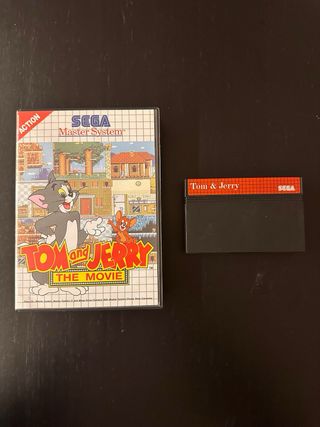 ACTION
SEGA
Master System
TOM and JERRY
THE MOVIE
Tom & Jerry
SEGA